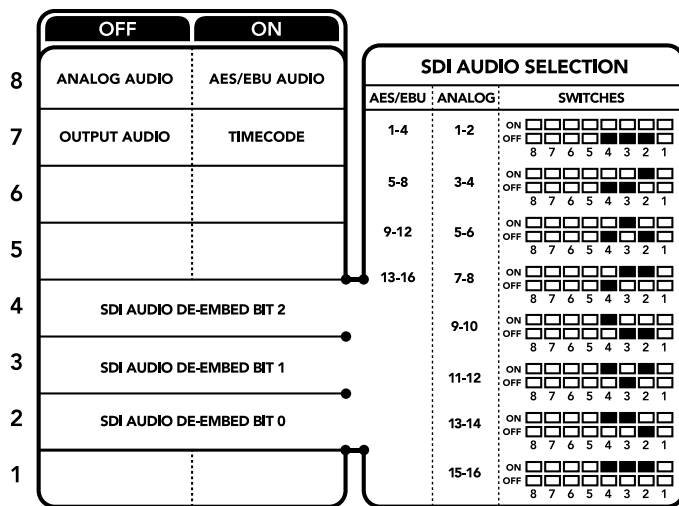 OFF ON
8 ANALOG AUDIO AES/EBU AUDIO
7 OUTPUT AUDIO TIMECODE
6
5
4 SDI AUDIO DE-EMBED BIT 2
3 SDI AUDIO DE-EMBED BIT 1
2 SDI AUDIO DE-EMBED BIT 0
1
SDI AUDIO SELECTION
AES/EBU ANALOG SWITCHES
1-4 1-2 ON
OFF
8 7 6 5 4 3 2 1
5-8 3-4 ON
OFF
8 7 6 5 4 3 2 1
9-12 5-6 ON
OFF
8 7 6 5 4 3 2 1
13-16 7-8 ON
OFF
8 7 6 5 4 3 2 1
9-10 ON
OFF
8 7 6 5 4 3 2 1
11-12 ON
OFF
8 7 6 5 4 3 2 1
13-14 ON
OFF
8 7 6 5 4 3 2 1
15-16 ON
OFF
8 7 6 5 4 3 2 1